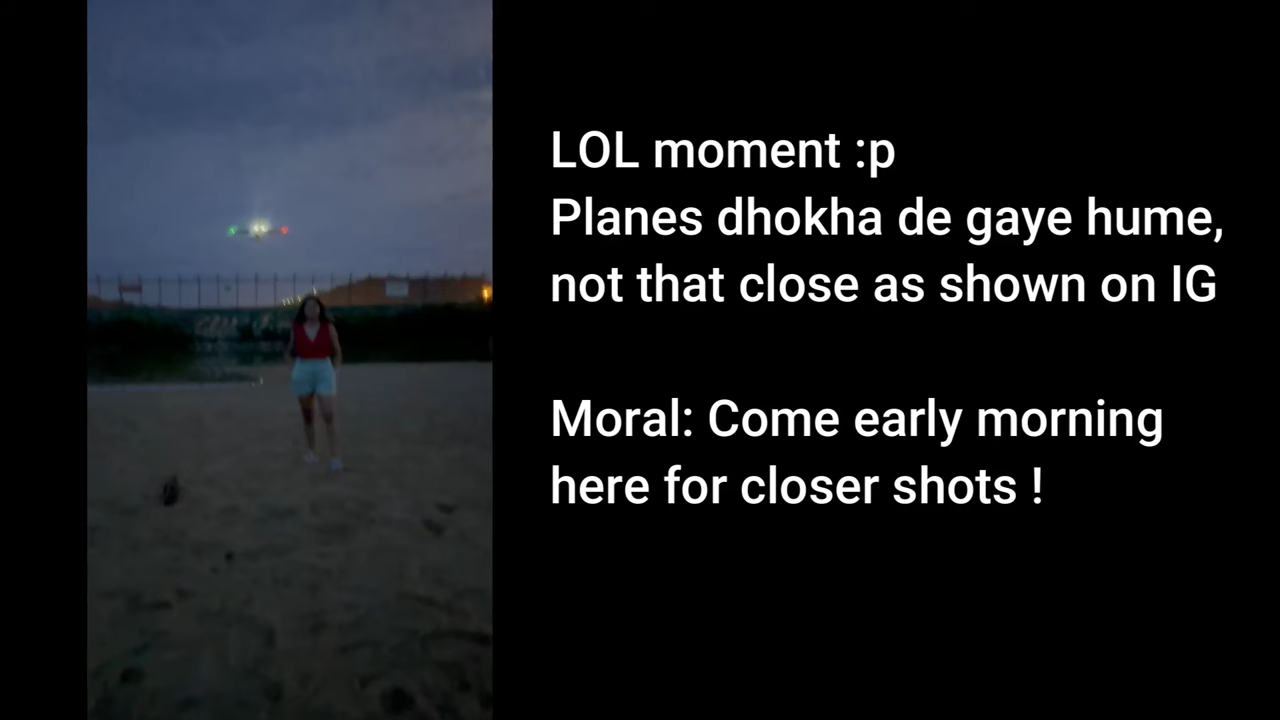 LOL moment :p
Planes dhokha de gaye hume,
not that close as shown on IG
Moral: Come early morning
here for closer shots !